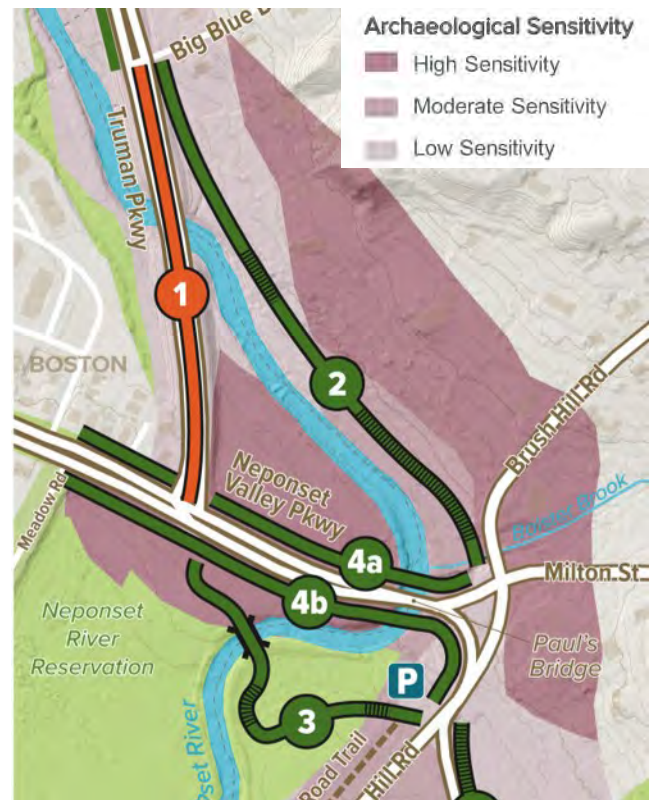 Archaeological Sensitivity
High Sensitivity
Moderate Sensitivity
Low Sensitivity
Big Blue
Truman Pkwy
1
BOSTON
2
Brush Hill Rd
Neponset
Valley Pkwy
Meadow Rd
Brook
4a
Milton St
4b
Neponset
River
Reservation
Paul's
Bridge
P
3
River
Road Trail
Hill Rd